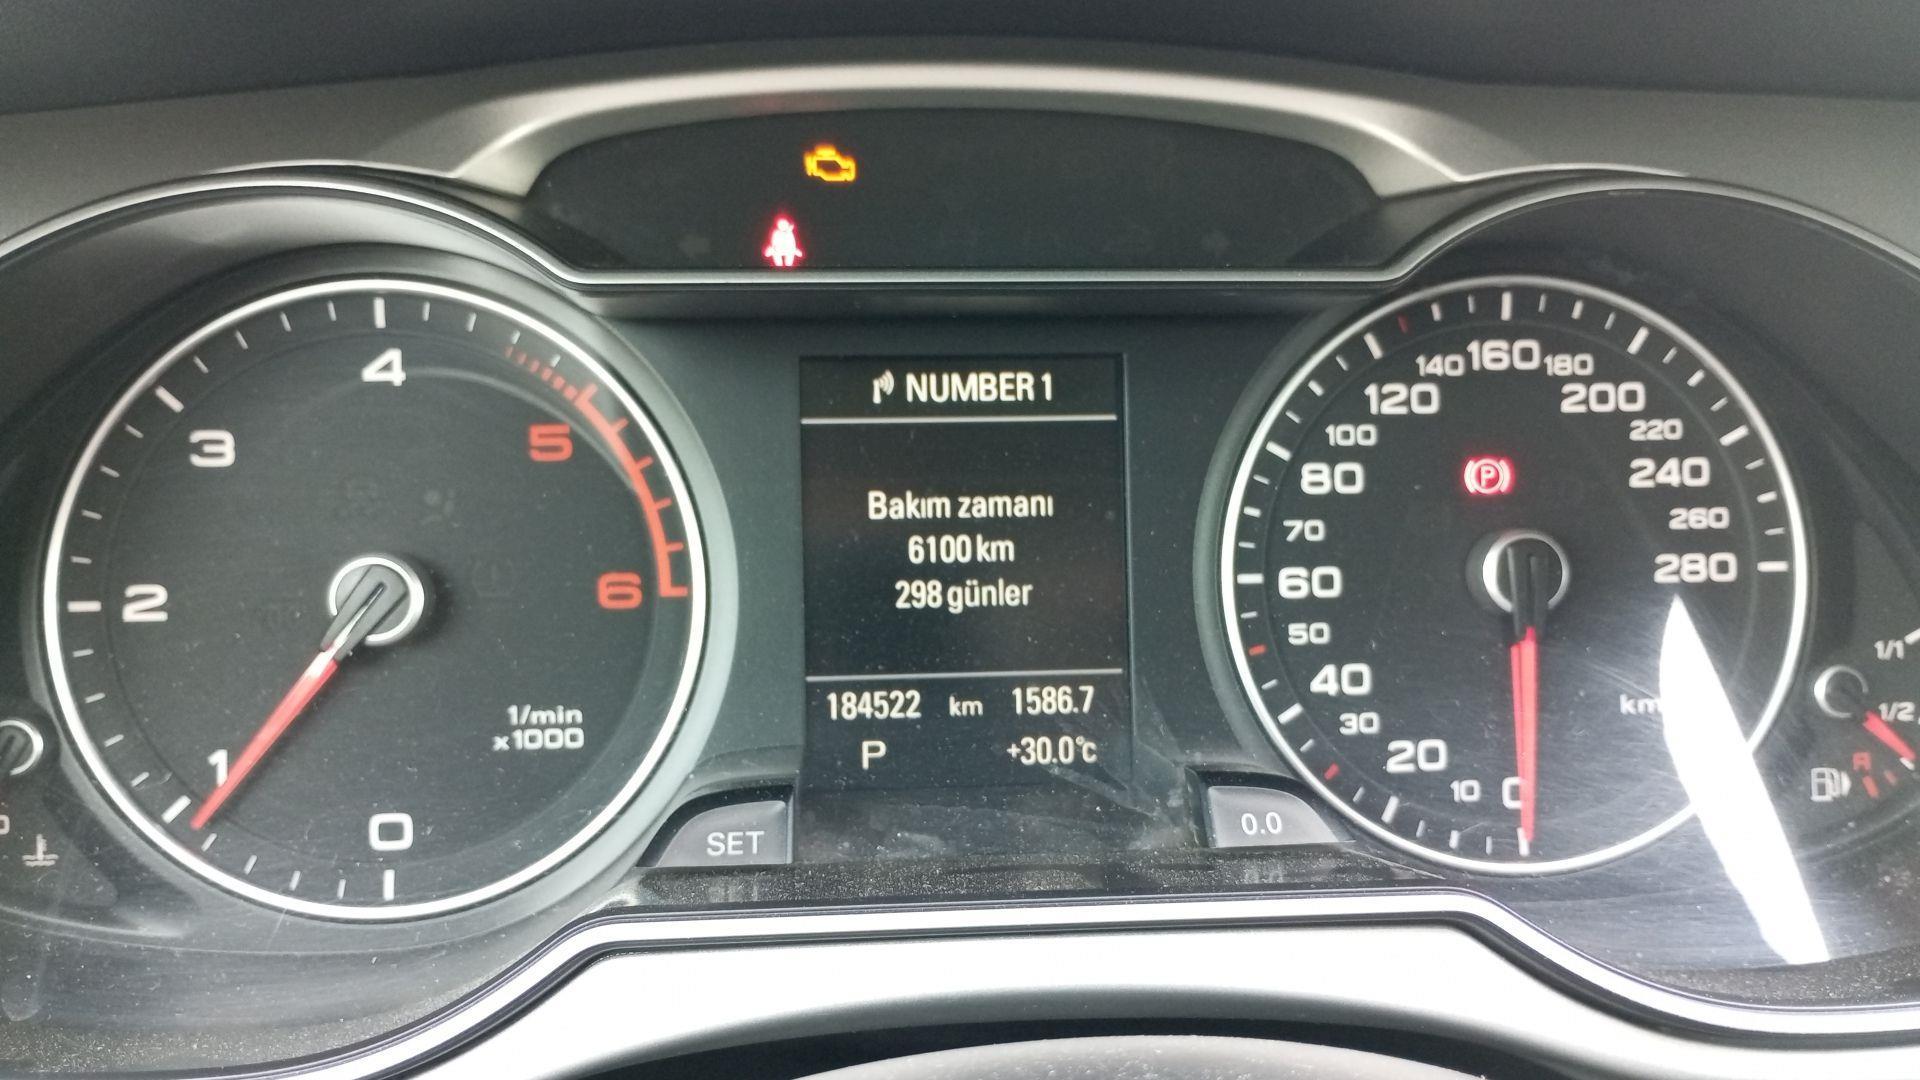 NUMBER 1
Bakım zamanı
6100 km
298 günler
184522 km 1586.7
P +30.0°c
0
1
2
3
4
5
6
1/min
x1000
SET
0.0
0
10
20
30
40
50
60
70
80
100
120
140
160
180
200
220
240
260
280
km
P
1/1
1/2
R